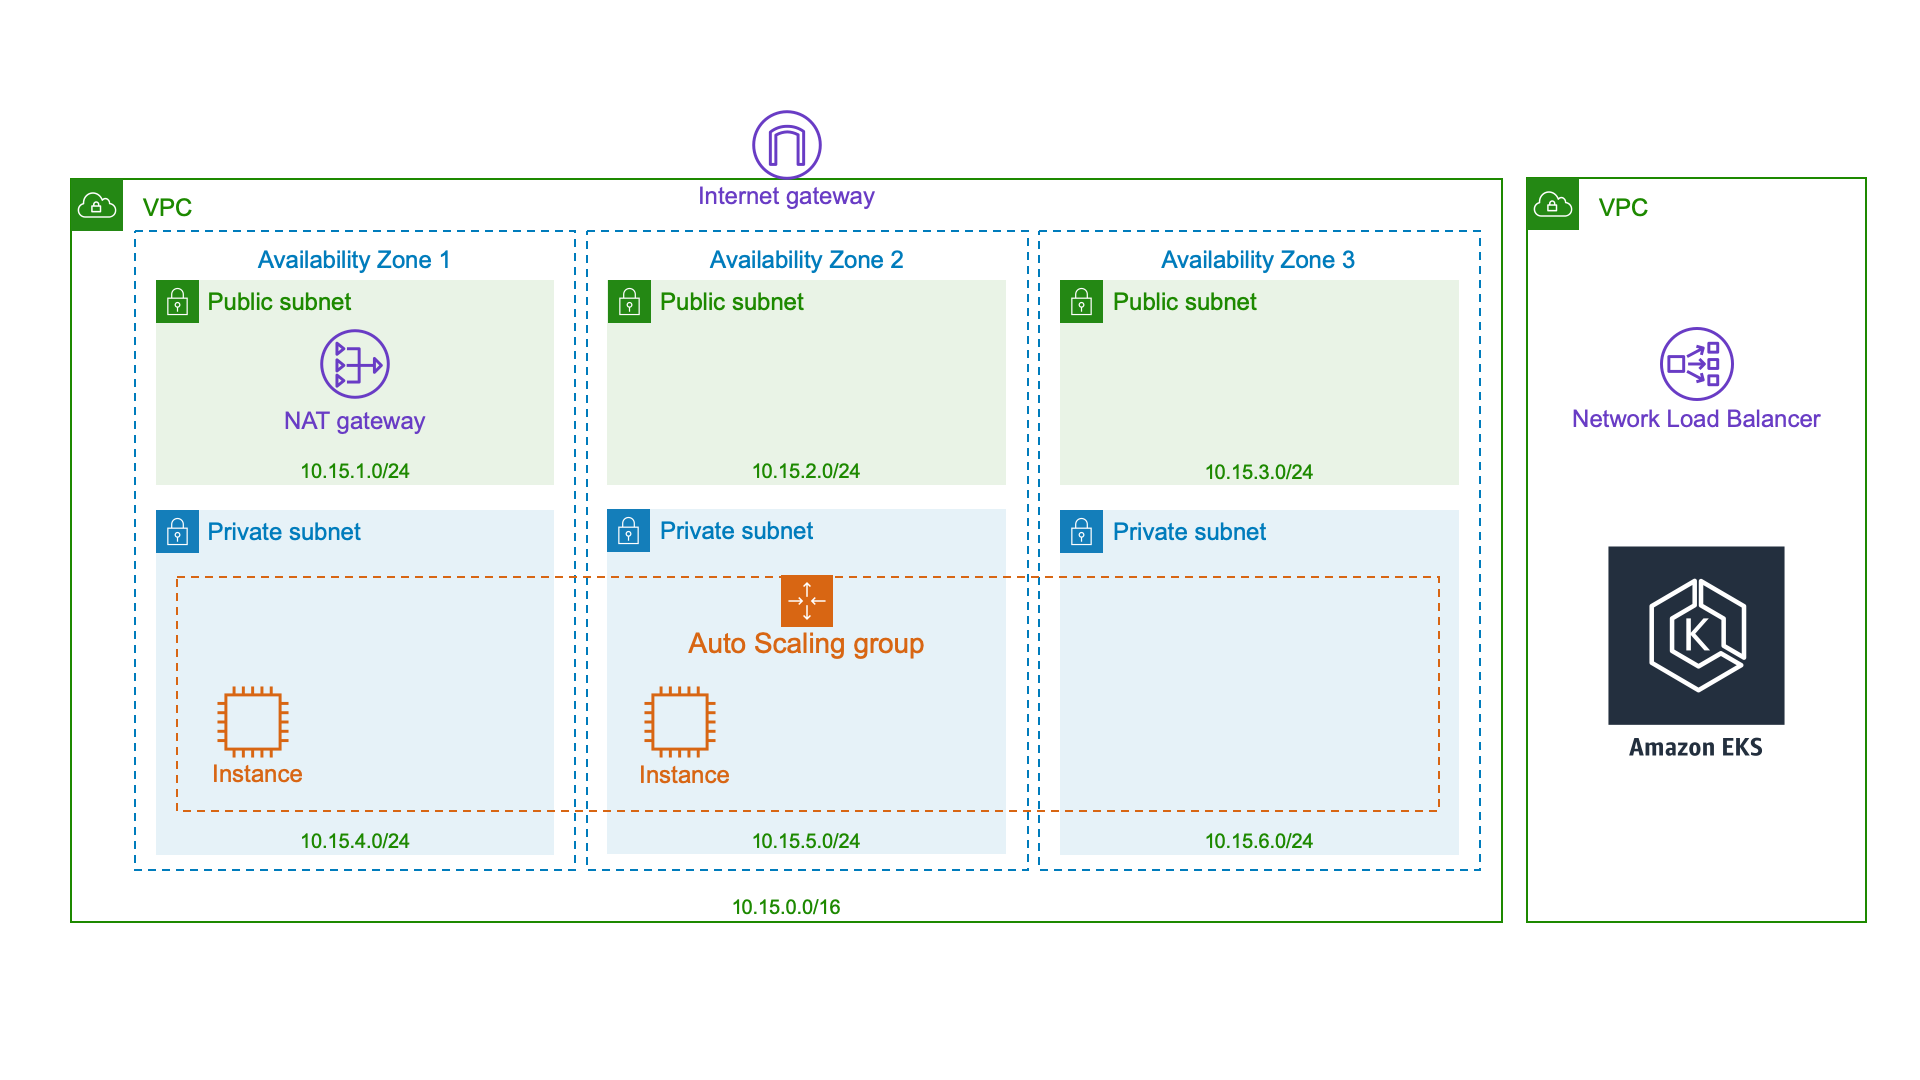 Internet gateway
VPC
VPC
Availability Zone 1
Availability Zone 2
Availability Zone 3
Public subnet
Public subnet
Public subnet
NAT gateway
Network Load Balancer
10.15.1.0/24
10.15.2.0/24
10.15.3.0/24
Private subnet
Private subnet
Private subnet
Auto Scaling group
K
Instance
Instance
Amazon EKS
10.15.4.0/24
10.15.5.0/24
10.15.6.0/24
10.15.0.0/16